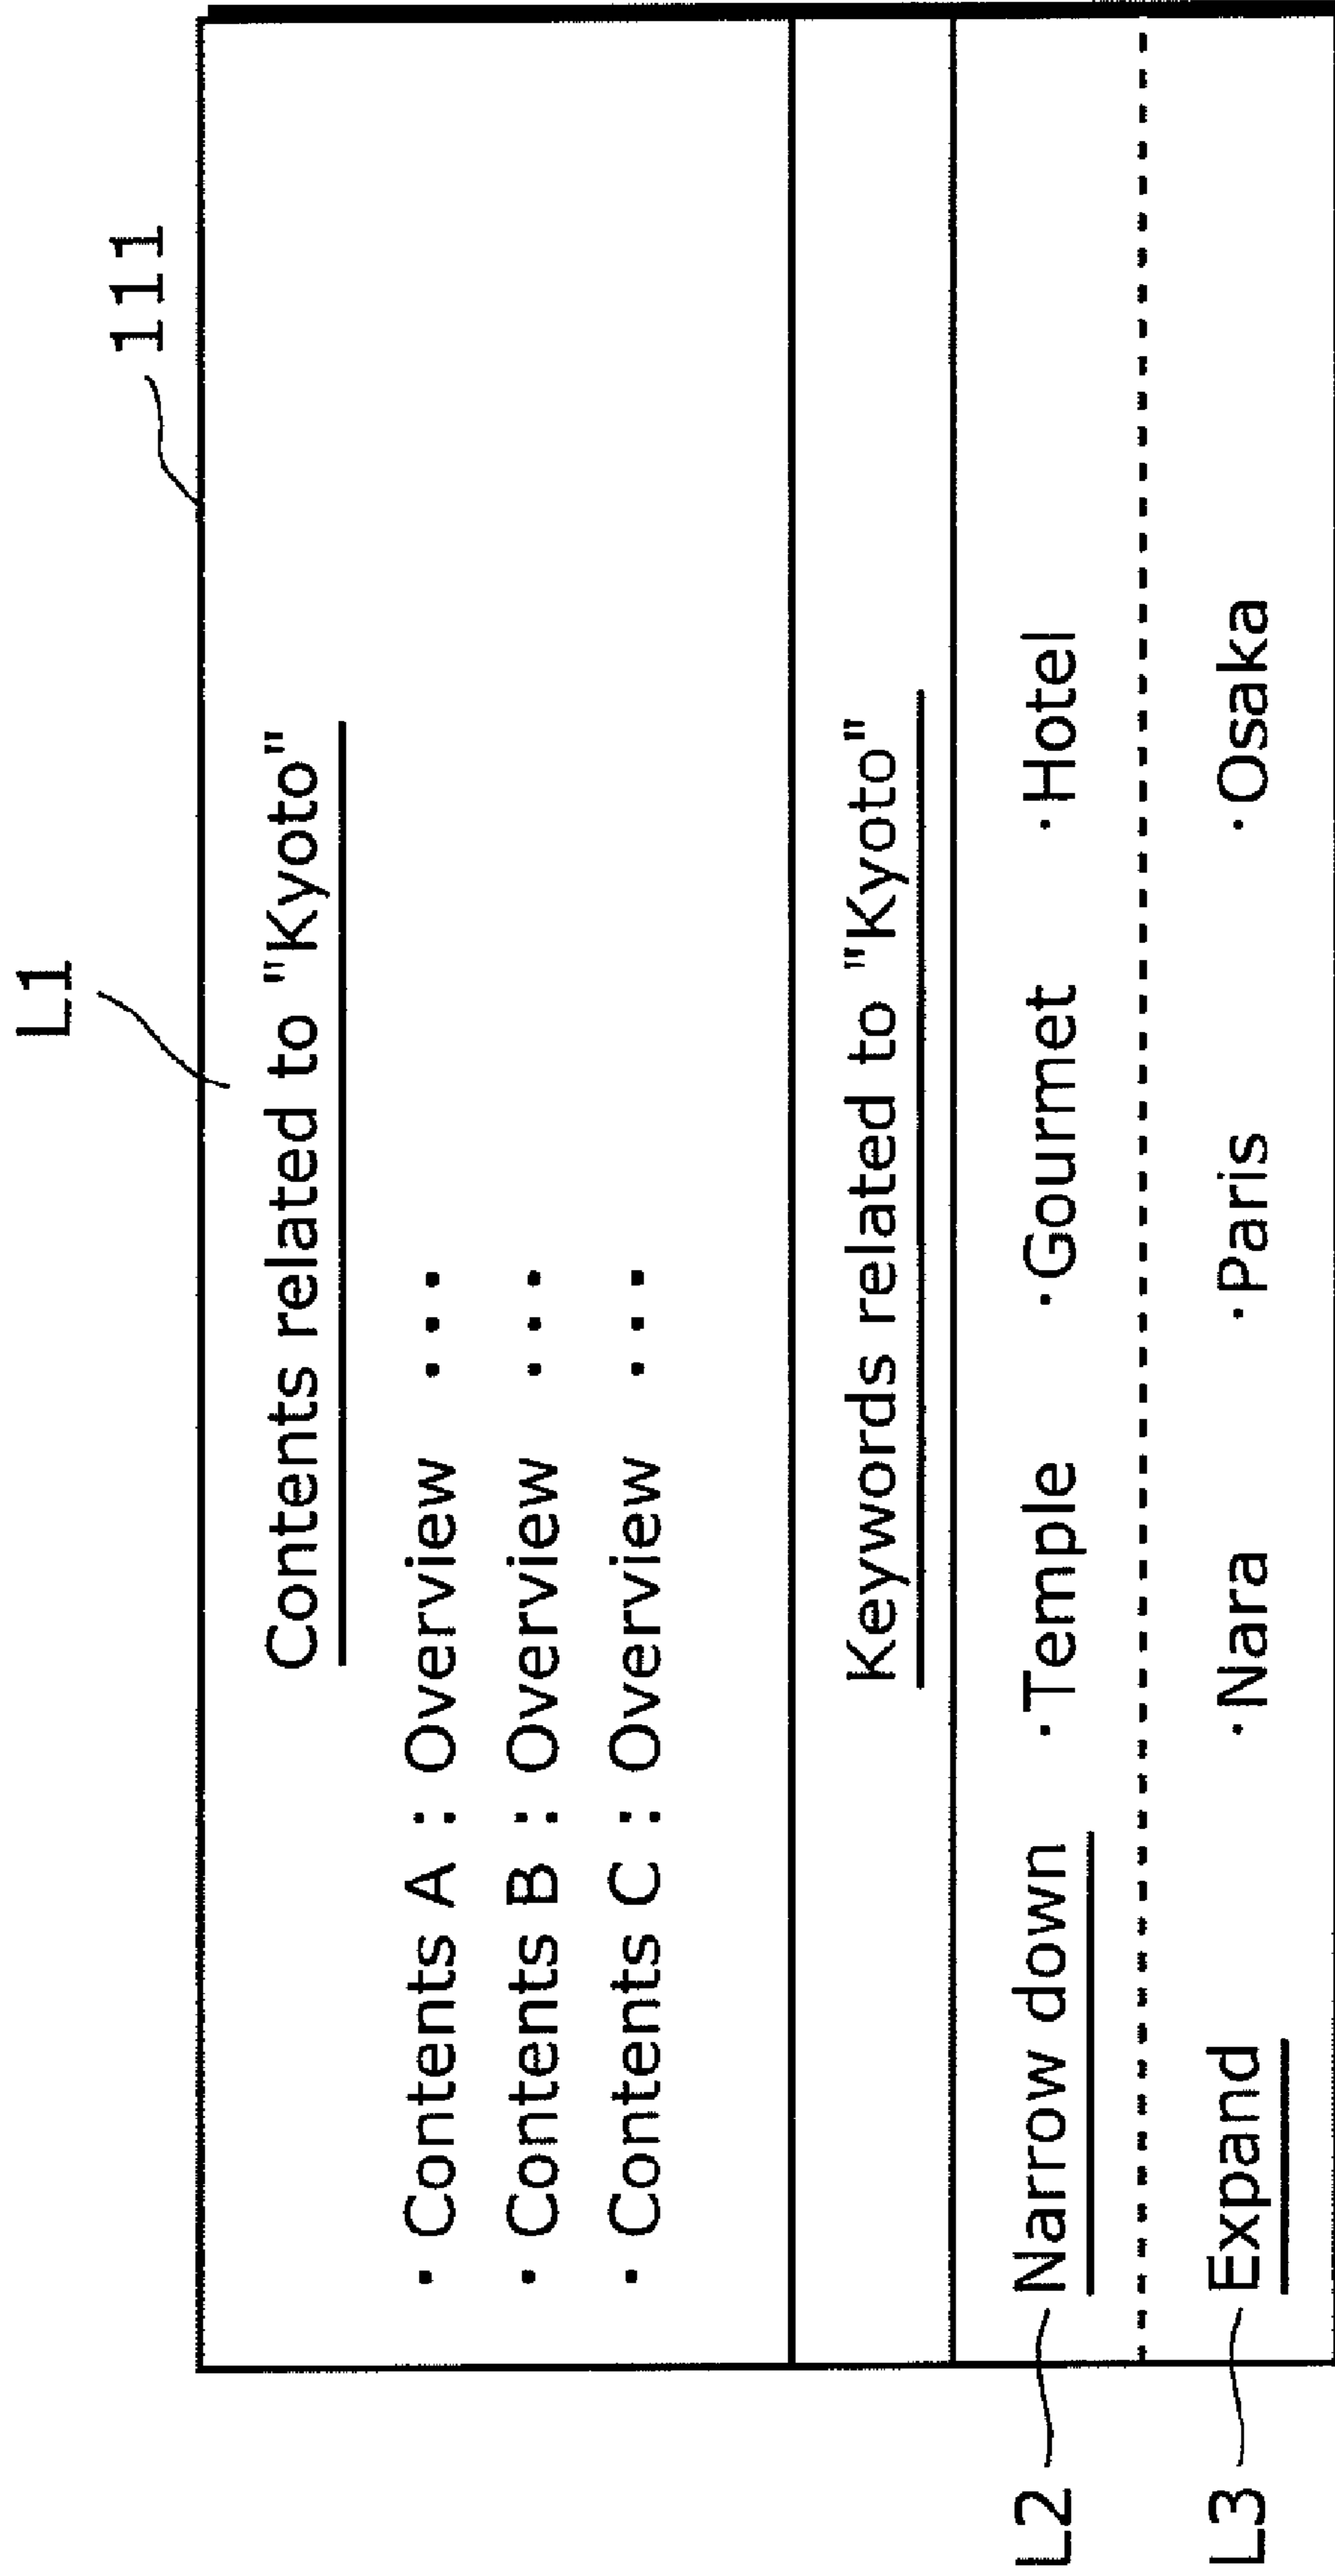 L1
111
Contents related to "Kyoto"
· Contents A : Overview ···
· Contents B : Overview ···
· Contents C : Overview ···
Keywords related to "Kyoto"
L2 Narrow down ·Temple ·Gourmet ·Hotel
L3 Expand ·Nara ·Paris ·Osaka